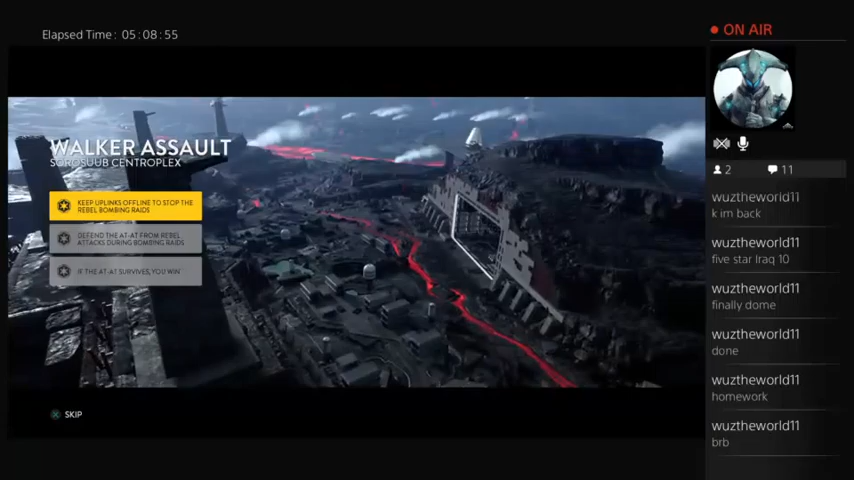 Elapsed Time: 05:08:55
ON AIR
WALKER ASSAULT
SOROSUUB CENTROPLEX
KEEP UPLINKS OFFLINE TO STOP THE
REBEL BOMBING RAIDS
DEFEND THE AT-AT FROM REBEL
ATTACKS DURING BOMBING RAIDS
IF THE AT-AT SURVIVES, YOU WIN
SKIP
2
11
wuztheworld11
k im back
wuztheworld11
five star Iraq 10
wuztheworld11
finally dome
wuztheworld11
done
wuztheworld11
homework
wuztheworld11
brb